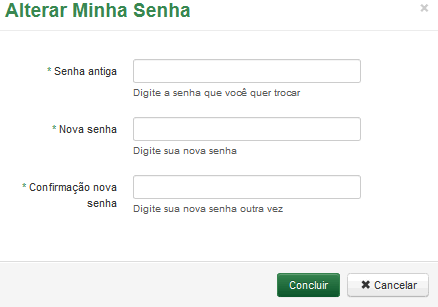 Alterar Minha Senha ×
* Senha antiga
Digite a senha que você quer trocar
* Nova senha
Digite sua nova senha
* Confirmação nova
senha
Digite sua nova senha outra vez
Concluir ✖ Cancelar